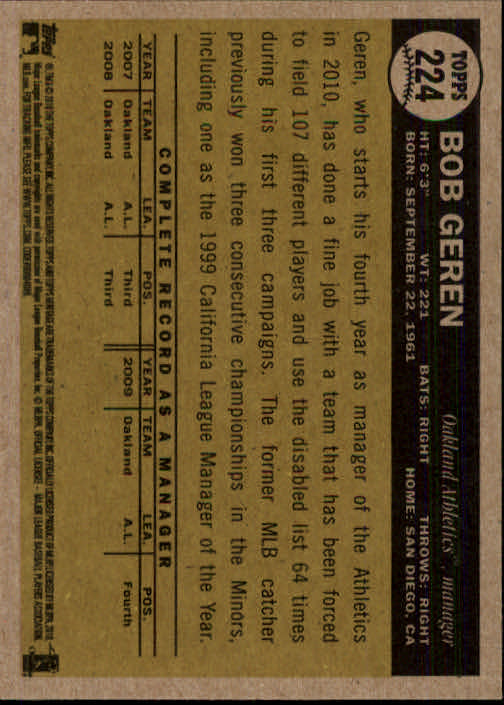 TOPPS
224
BOB GEREN
Oakland Athletics™, manager
HT: 6'3" WT: 221 BATS: RIGHT THROWS: RIGHT
BORN: SEPTEMBER 22, 1961 HOME: SAN DIEGO, CA
Geren, who starts his fourth year as manager of the Athletics
in 2010, has done a fine job with a team that has been forced
to field 107 different players and use the disabled list 64 times
during his first three campaigns. The former MLB catcher
previously won three consecutive championships in the Minors,
including one as the 1999 California League Manager of the Year.
COMPLETE RECORD AS A MANAGER
YEAR TEAM LEA. POS. YEAR TEAM LEA. POS.
2007 Oakland A.L. Third 2009 Oakland A.L. Fourth
2008 Oakland A.L. Third
Topps